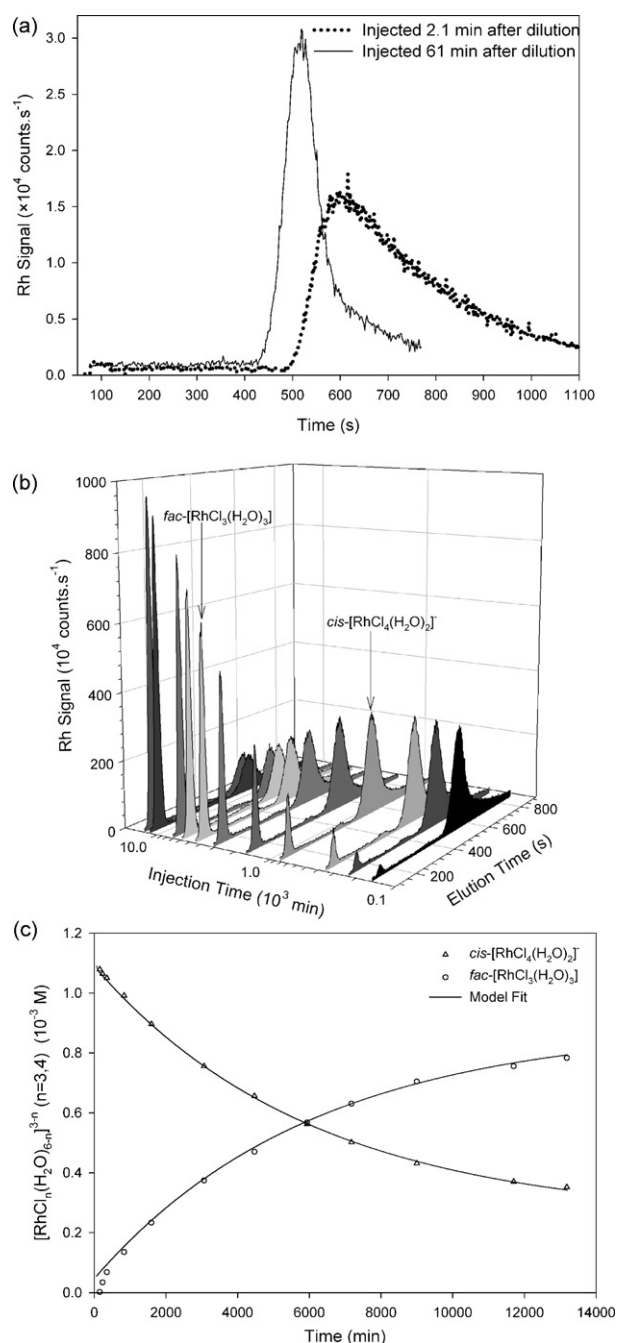 (a)
Injected 2.1 min after dilution
Injected 61 min after dilution
Rh Signal (×10⁴ counts.s⁻¹)
3.0
2.5
2.0
1.5
1.0
0.5
0.0
100 200 300 400 500 600 700 800 900 1000 1100
Time (s)
(b)
Rh Signal (10⁴ counts.s⁻¹)
1000
800
600
400
200
0
fac-[RhCl₃(H₂O)₃]
cis-[RhCl₄(H₂O)₂]⁻
10.0 1.0 0.1
Injection Time (10³ min)
200 400 600 800
Elution Time (s)
(c)
[RhClₙ(H₂O)₆₋ₙ]³⁻ⁿ (n=3,4) (10⁻³ M)
1.2
1.0
0.8
0.6
0.4
0.2
0.0
cis-[RhCl₄(H₂O)₂]⁻
fac-[RhCl₃(H₂O)₃]
Model Fit
0 2000 4000 6000 8000 10000 12000 14000
Time (min)